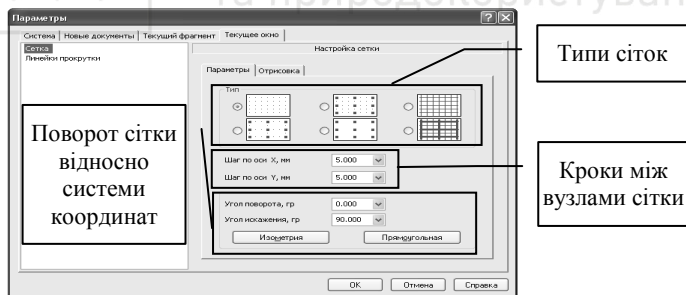 та природокористуван
Параметры
Система Новые документы Текущий фрагмент Текущее окно
Сетка
Линейки прокрутки
Настройка сетки
Параметры Отрисовка
Тип
Шаг по оси X, мм 5.000
Шаг по оси Y, мм 5.000
Угол поворота, гр 0.000
Угол искажения, гр 90.000
Изометрия Прямоугольная
OK Отмена Справка
Поворот сітки
відносно
системи
координат
Типи сіток
Кроки між
вузлами сітки